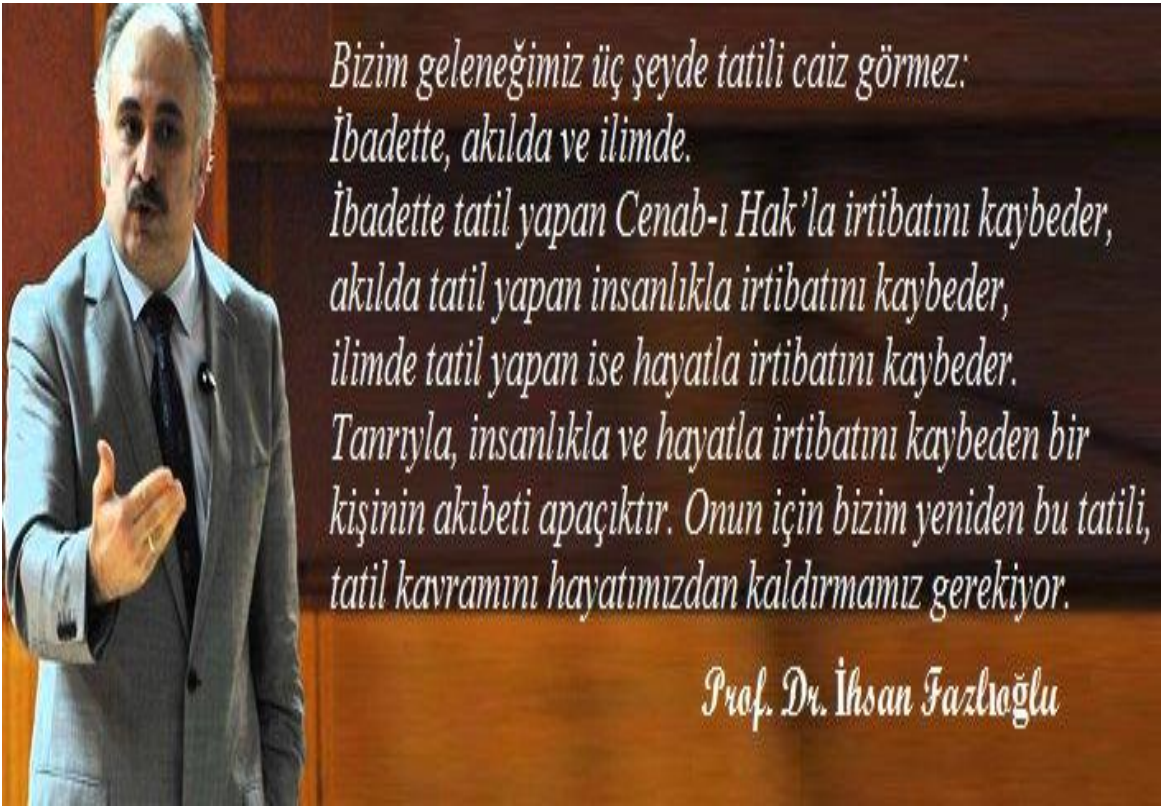 Bizim geleneğimiz üç şeyde tatili caiz görmez:
İbadette, akılda ve ilimde.
İbadette tatil yapan Cenab-ı Hak’la irtibatını kaybeder,
akılda tatil yapan insanlıkla irtibatını kaybeder,
ilimde tatil yapan ise hayatla irtibatını kaybeder.
Tanrıyla, insanlıkla ve hayatla irtibatını kaybeden bir
kişinin akıbeti apaçıktır. Onun için bizim yeniden bu tatili,
tatil kavramını hayatımızdan kaldırmamız gerekiyor.
Prof. Dr. İhsan Fazlıoğlu